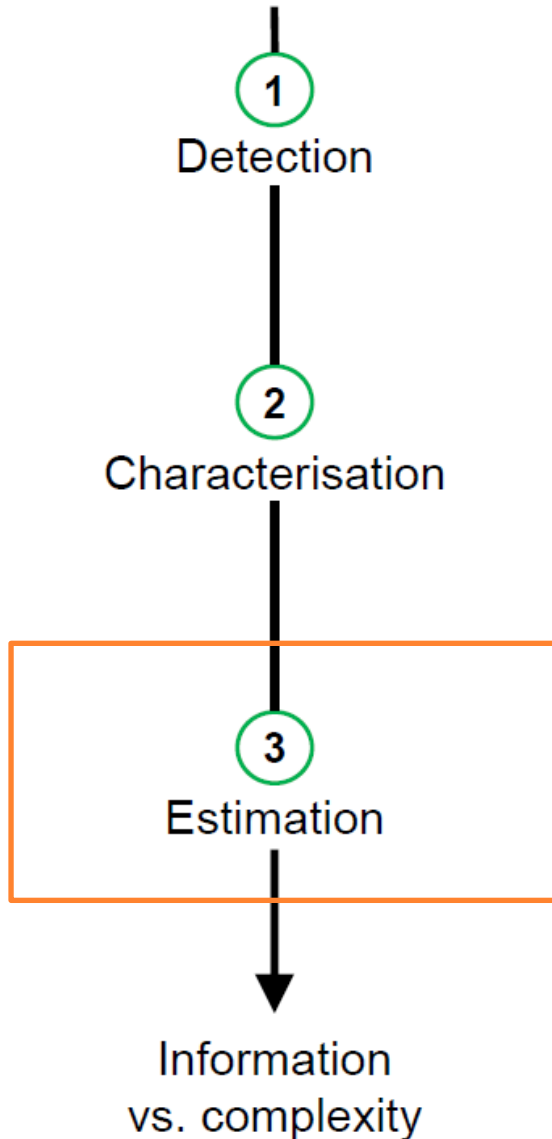 1
Detection
2
Characterisation
3
Estimation
Information
vs. complexity